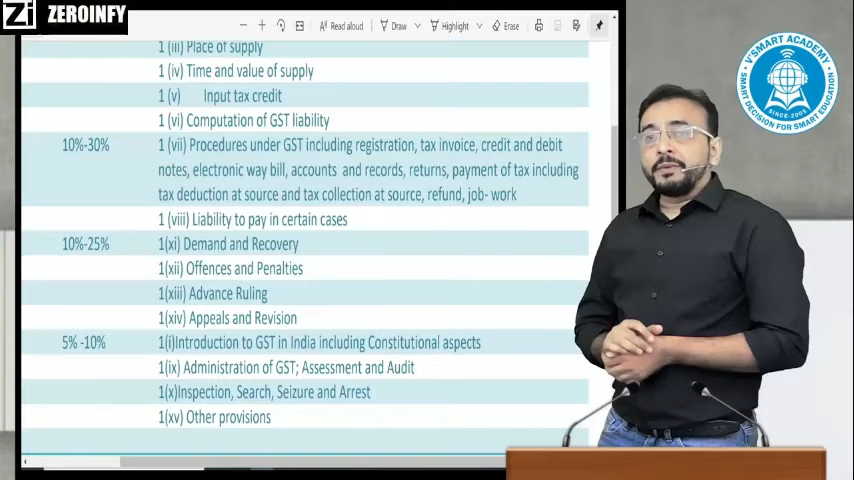 Zi ZEROINFY
Read aloud Draw Highlight Erase
1 (iii) Place of supply
1 (iv) Time and value of supply
1 (v) Input tax credit
1 (vi) Computation of GST liability
10%-30% 1 (vii) Procedures under GST including registration, tax invoice, credit and debit
notes, electronic way bill, accounts and records, returns, payment of tax including
tax deduction at source and tax collection at source, refund, job- work
1 (viii) Liability to pay in certain cases
10%-25% 1(xi) Demand and Recovery
1(xii) Offences and Penalties
1(xiii) Advance Ruling
1(xiv) Appeals and Revision
5% -10% 1(i)Introduction to GST in India including Constitutional aspects
1(ix) Administration of GST; Assessment and Audit
1(x)Inspection, Search, Seizure and Arrest
1(xv) Other provisions
V'SMART ACADEMY
SINCE-2005
SMART DECISION FOR SMART EDUCATION